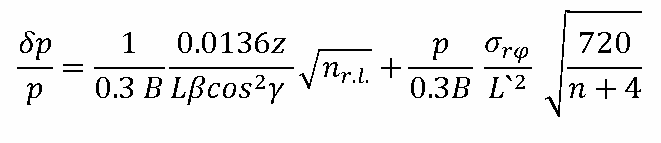 δp/p = 1/(0.3 B) 0.0136z/(Lβcos²γ) √n_{r.l.} + p/(0.3B) σ_{rφ}/L`² √(720/(n + 4))